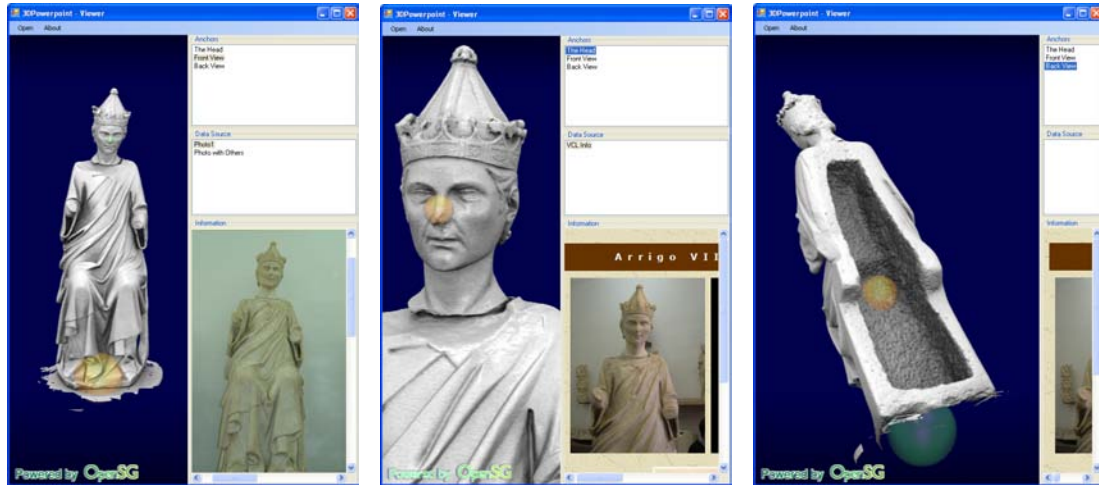 3DPowerpoint - Viewer
Open About
Anchors
The Head
Front View
Back View
Data Source
Photo1
Photo with Others
Information
Powered by OpenSG
3DPowerpoint - Viewer
Open About
Anchors
The Head
Front View
Back View
Data Source
VCL Info
Information
Arrigo VII
Powered by OpenSG
3DPowerpoint - Viewer
Open About
Anchors
The Head
Front View
Back View
Data Source
Information
Powered by OpenSG